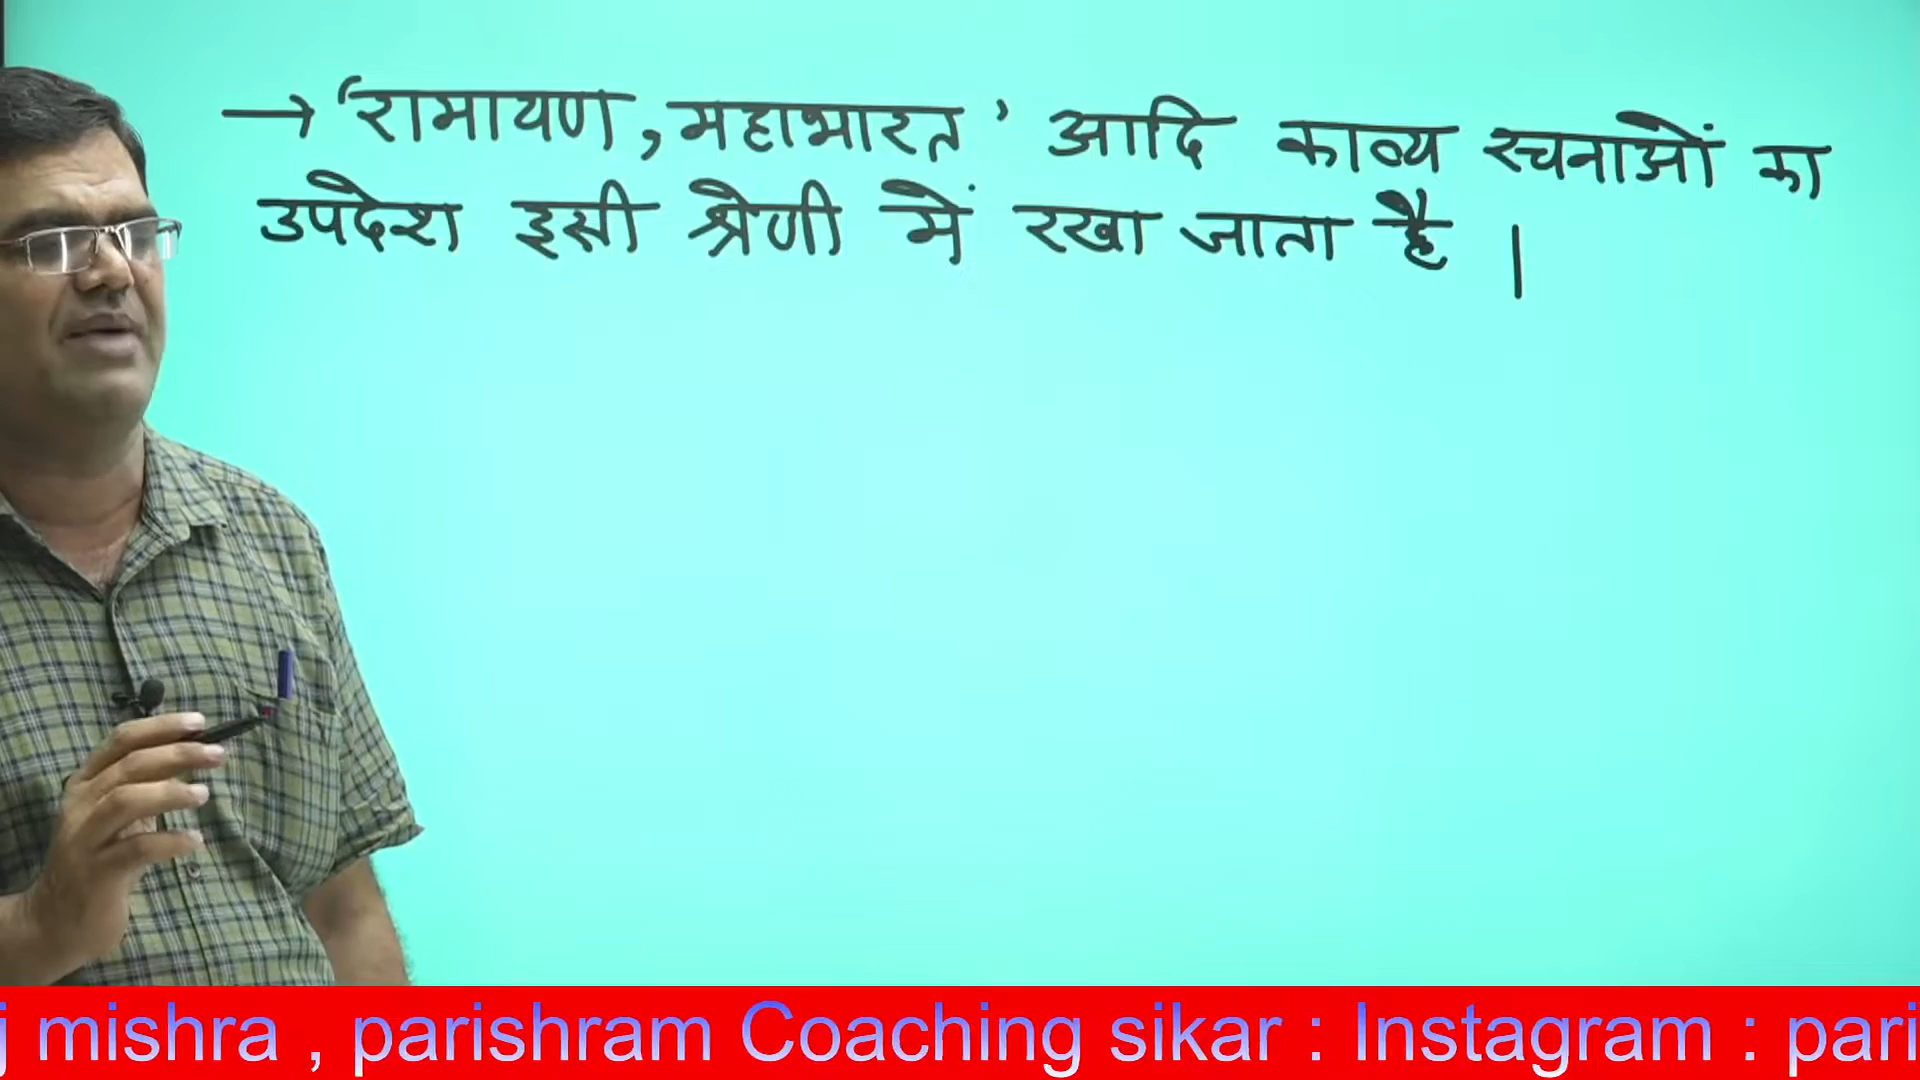 → ‘रामायण, महाभारत’ आदि काव्य रचनाओं का
उपदेश इसी श्रेणी में रखा जाता है |
j mishra , parishram Coaching sikar : Instagram : pari